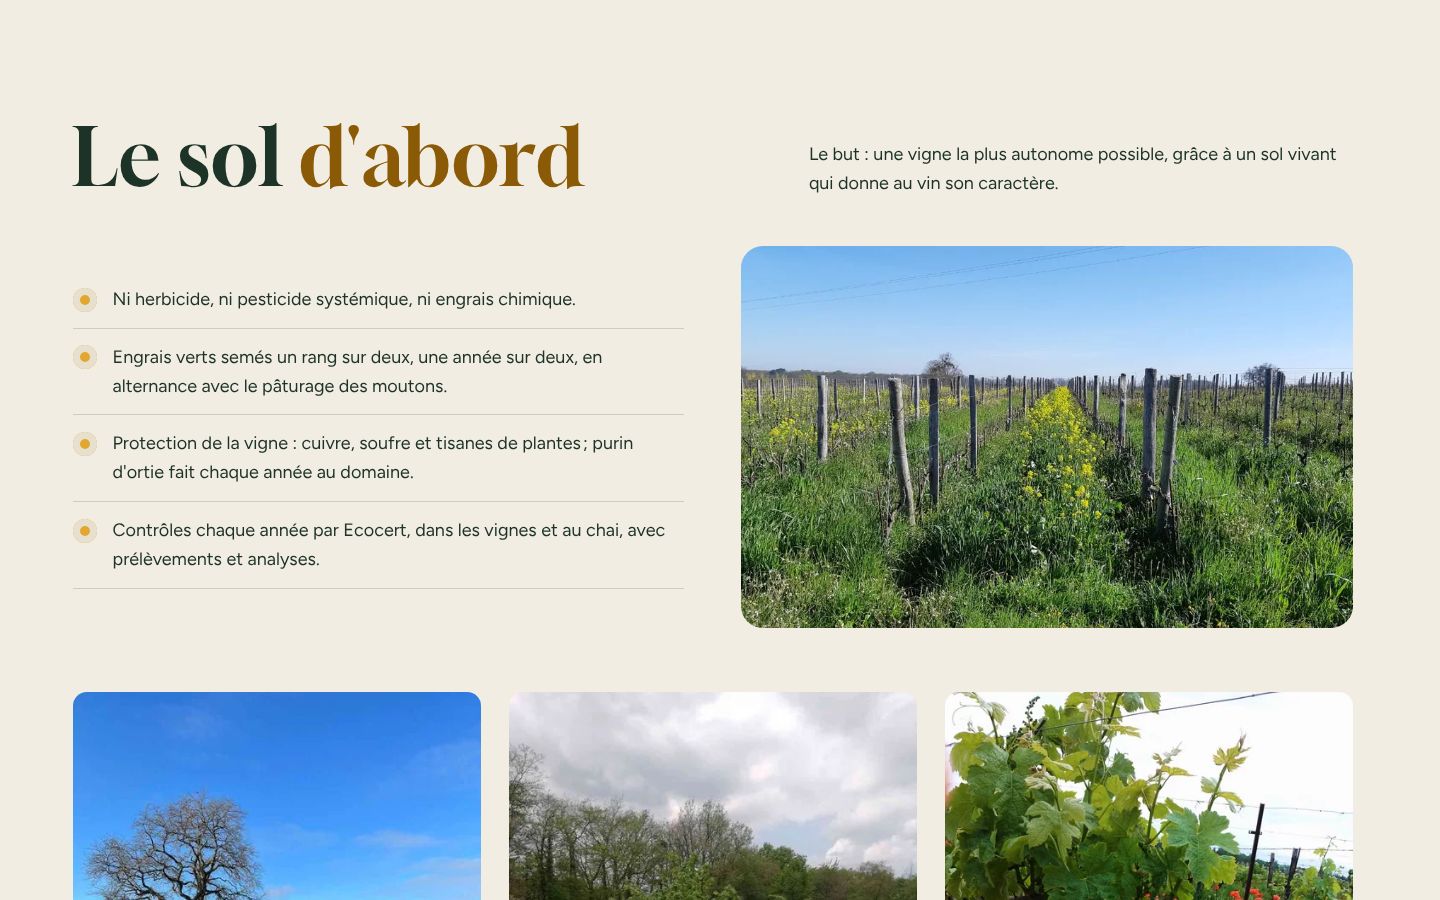 Le sol d'abord
Le but : une vigne la plus autonome possible, grâce à un sol vivant
qui donne au vin son caractère.
Ni herbicide, ni pesticide systémique, ni engrais chimique.
Engrais verts semés un rang sur deux, une année sur deux, en
alternance avec le pâturage des moutons.
Protection de la vigne : cuivre, soufre et tisanes de plantes ; purin
d'ortie fait chaque année au domaine.
Contrôles chaque année par Ecocert, dans les vignes et au chai, avec
prélèvements et analyses.